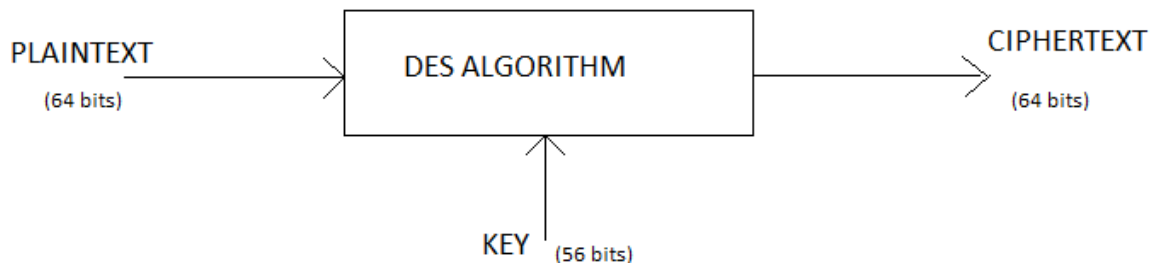 PLAINTEXT
(64 bits)
DES ALGORITHM
CIPHERTEXT
(64 bits)
KEY (56 bits)